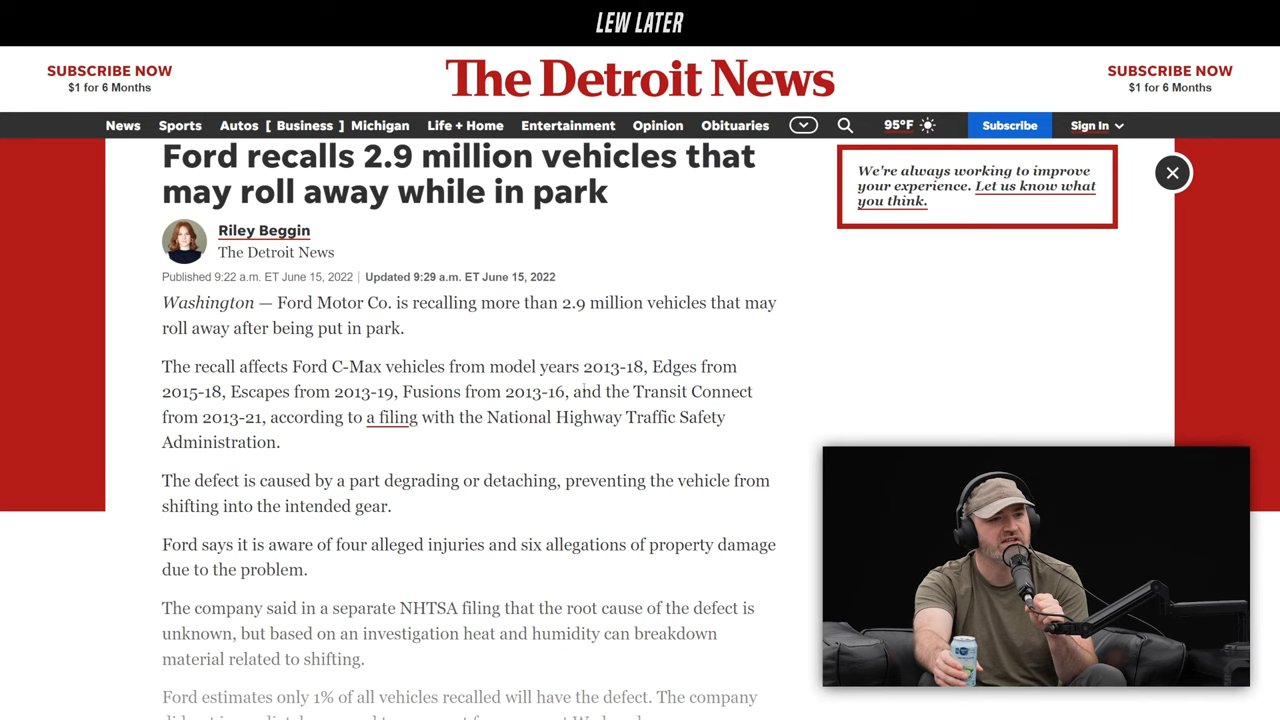 LEW LATER
SUBSCRIBE NOW
$1 for 6 Months
The Detroit News
SUBSCRIBE NOW
$1 for 6 Months
News Sports Autos [ Business ] Michigan Life + Home Entertainment Opinion Obituaries 95°F Subscribe Sign In
Ford recalls 2.9 million vehicles that
may roll away while in park
Riley Beggin
The Detroit News
Published 9:22 a.m. ET June 15, 2022 | Updated 9:29 a.m. ET June 15, 2022
Washington — Ford Motor Co. is recalling more than 2.9 million vehicles that may
roll away after being put in park.
The recall affects Ford C-Max vehicles from model years 2013-18, Edges from
2015-18, Escapes from 2013-19, Fusions from 2013-16, and the Transit Connect
from 2013-21, according to a filing with the National Highway Traffic Safety
Administration.
The defect is caused by a part degrading or detaching, preventing the vehicle from
shifting into the intended gear.
Ford says it is aware of four alleged injuries and six allegations of property damage
due to the problem.
The company said in a separate NHTSA filing that the root cause of the defect is
unknown, but based on an investigation heat and humidity can breakdown
material related to shifting.
Ford estimates only 1% of all vehicles recalled will have the defect. The company
We're always working to improve
your experience. Let us know what
you think.